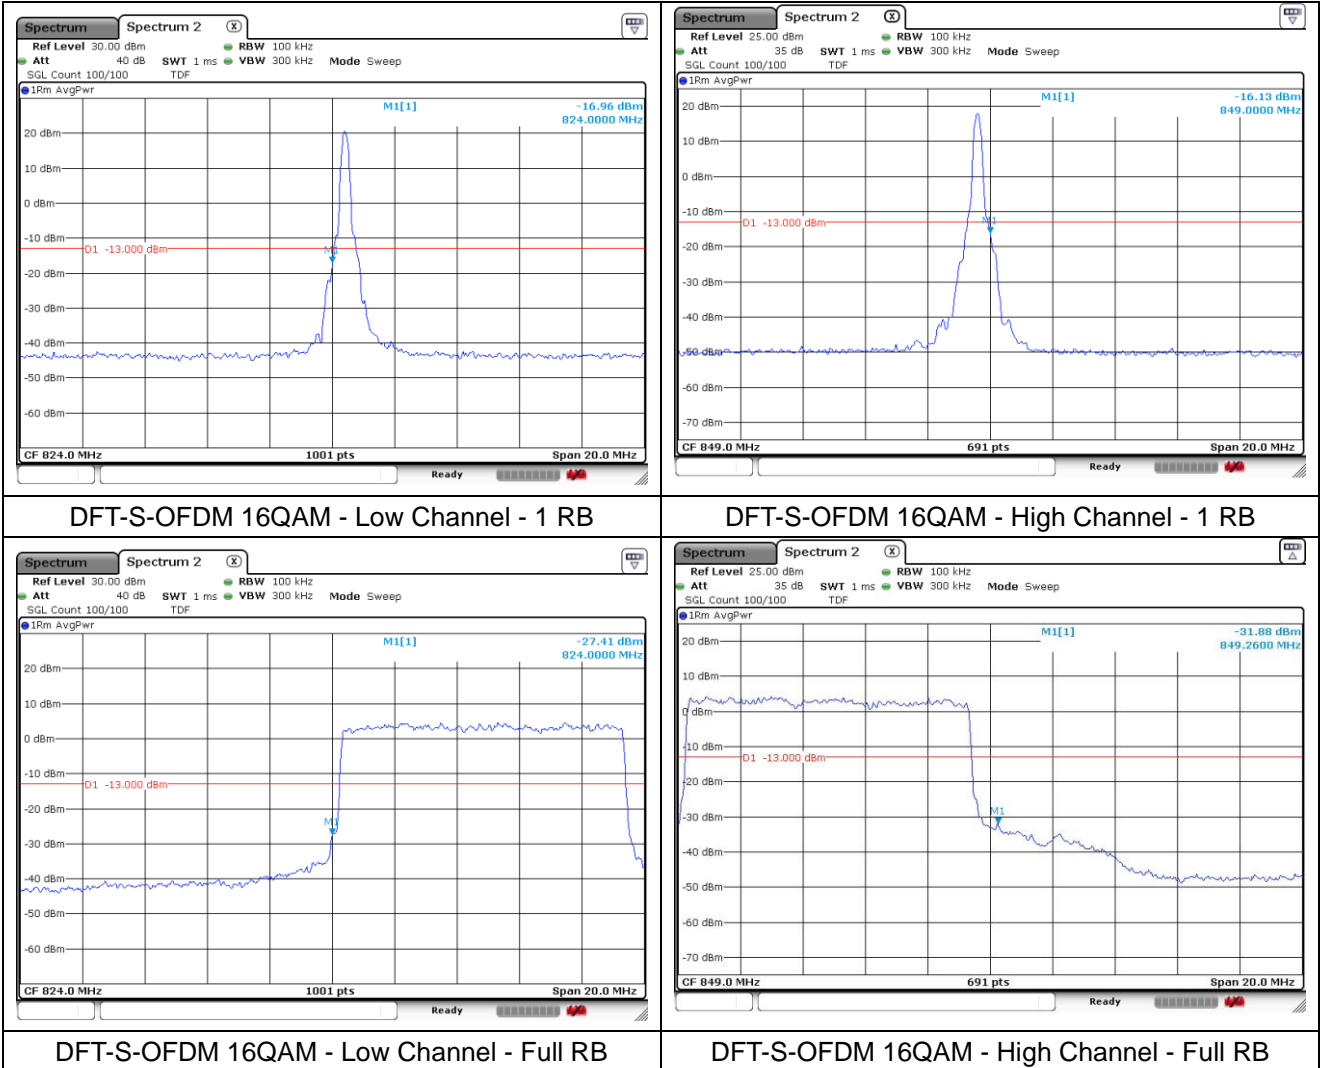 Spectrum Spectrum 2 X
Ref Level 30.00 dBm RBW 100 kHz
Att 40 dB SWT 1 ms VBW 300 kHz Mode Sweep
SGL Count 100/100 TDF
1Rm AvgPwr
M1[1] -16.96 dBm
824.0000 MHz
20 dBm
10 dBm
0 dBm
-10 dBm
D1 -13.000 dBm
M1
-20 dBm
-30 dBm
-40 dBm
-50 dBm
-60 dBm
CF 824.0 MHz 1001 pts Span 20.0 MHz
Ready
DFT-S-OFDM 16QAM - Low Channel - 1 RB
Spectrum Spectrum 2 X
Ref Level 25.00 dBm RBW 100 kHz
Att 35 dB SWT 1 ms VBW 300 kHz Mode Sweep
SGL Count 100/100 TDF
1Rm AvgPwr
M1[1] -16.13 dBm
849.0000 MHz
20 dBm
10 dBm
0 dBm
-10 dBm
D1 -13.000 dBm
M1
-20 dBm
-30 dBm
-40 dBm
-50 dBm
-60 dBm
-70 dBm
CF 849.0 MHz 691 pts Span 20.0 MHz
Ready
DFT-S-OFDM 16QAM - High Channel - 1 RB
Spectrum Spectrum 2 X
Ref Level 30.00 dBm RBW 100 kHz
Att 40 dB SWT 1 ms VBW 300 kHz Mode Sweep
SGL Count 100/100 TDF
1Rm AvgPwr
M1[1] -27.41 dBm
824.0000 MHz
20 dBm
10 dBm
0 dBm
-10 dBm
D1 -13.000 dBm
-20 dBm
M1
-30 dBm
-40 dBm
-50 dBm
-60 dBm
CF 824.0 MHz 1001 pts Span 20.0 MHz
Ready
DFT-S-OFDM 16QAM - Low Channel - Full RB
Spectrum Spectrum 2 X
Ref Level 25.00 dBm RBW 100 kHz
Att 35 dB SWT 1 ms VBW 300 kHz Mode Sweep
SGL Count 100/100 TDF
1Rm AvgPwr
M1[1] -31.88 dBm
849.2600 MHz
20 dBm
10 dBm
0 dBm
-10 dBm
D1 -13.000 dBm
-20 dBm
M1
-30 dBm
-40 dBm
-50 dBm
-60 dBm
-70 dBm
CF 849.0 MHz 691 pts Span 20.0 MHz
Ready
DFT-S-OFDM 16QAM - High Channel - Full RB